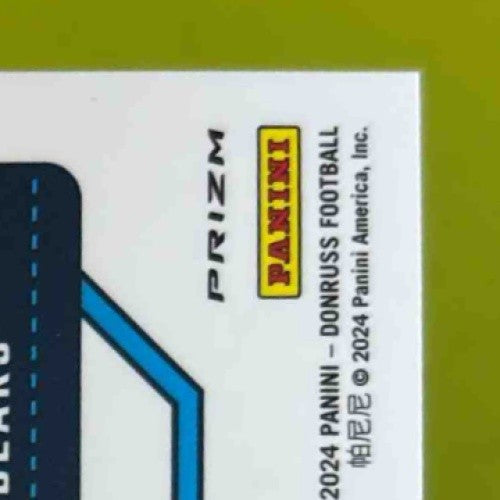 PRIZM
PANINI
2024 PANINI – DONRUSS FOOTBALL
帕尼尼 © 2024 Panini America, Inc.